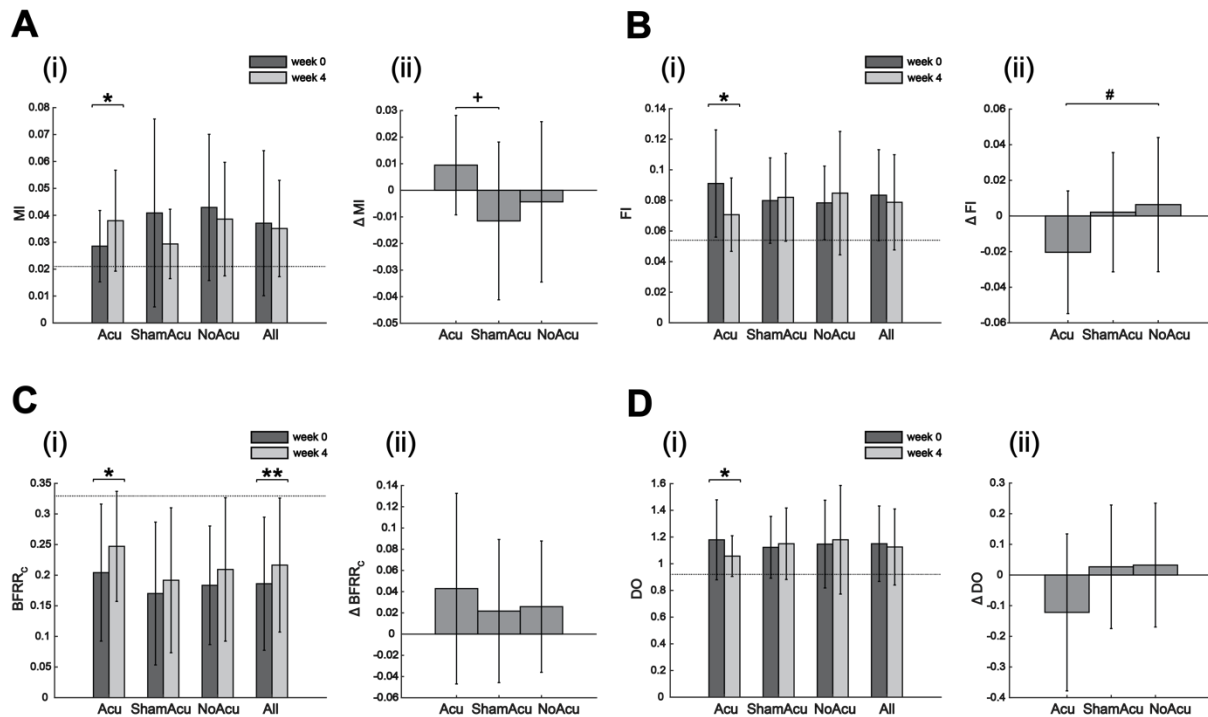 A
(i)
week 0
week 4
*
MI
0.08
0.07
0.06
0.05
0.04
0.03
0.02
0.01
0
Acu ShamAcu NoAcu All
(ii)
+
Δ MI
0.03
0.02
0.01
0
-0.01
-0.02
-0.03
-0.04
-0.05
Acu ShamAcu NoAcu
B
(i)
week 0
week 4
*
FI
0.14
0.12
0.1
0.08
0.06
0.04
0.02
0
Acu ShamAcu NoAcu All
(ii)
#
Δ FI
0.06
0.04
0.02
0
-0.02
-0.04
-0.06
Acu ShamAcu NoAcu
C
(i)
week 0
week 4
*
**
BFRRC
0.35
0.3
0.25
0.2
0.15
0.1
0.05
0
Acu ShamAcu NoAcu All
(ii)
Δ BFRRC
0.14
0.12
0.1
0.08
0.06
0.04
0.02
0
-0.02
-0.04
-0.06
Acu ShamAcu NoAcu
D
(i)
week 0
week 4
*
DO
1.6
1.4
1.2
1
0.8
0.6
0.4
0.2
0
Acu ShamAcu NoAcu All
(ii)
Δ DO
0.3
0.2
0.1
0
-0.1
-0.2
-0.3
-0.4
Acu ShamAcu NoAcu